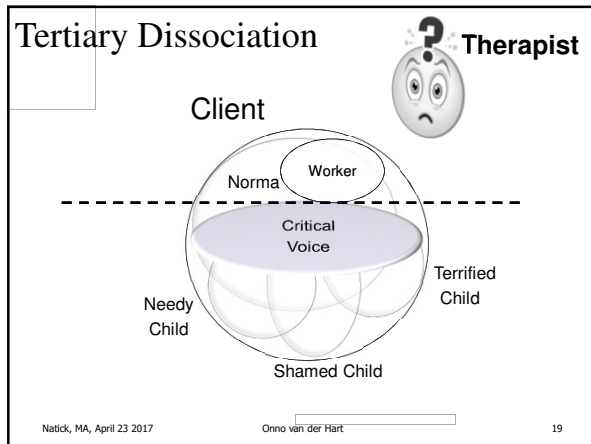 Tertiary Dissociation
?
Therapist
Client
Norma
Worker
Critical
Voice
Needy
Child
Terrified
Child
Shamed Child
Natick, MA, April 23 2017 Onno van der Hart 19